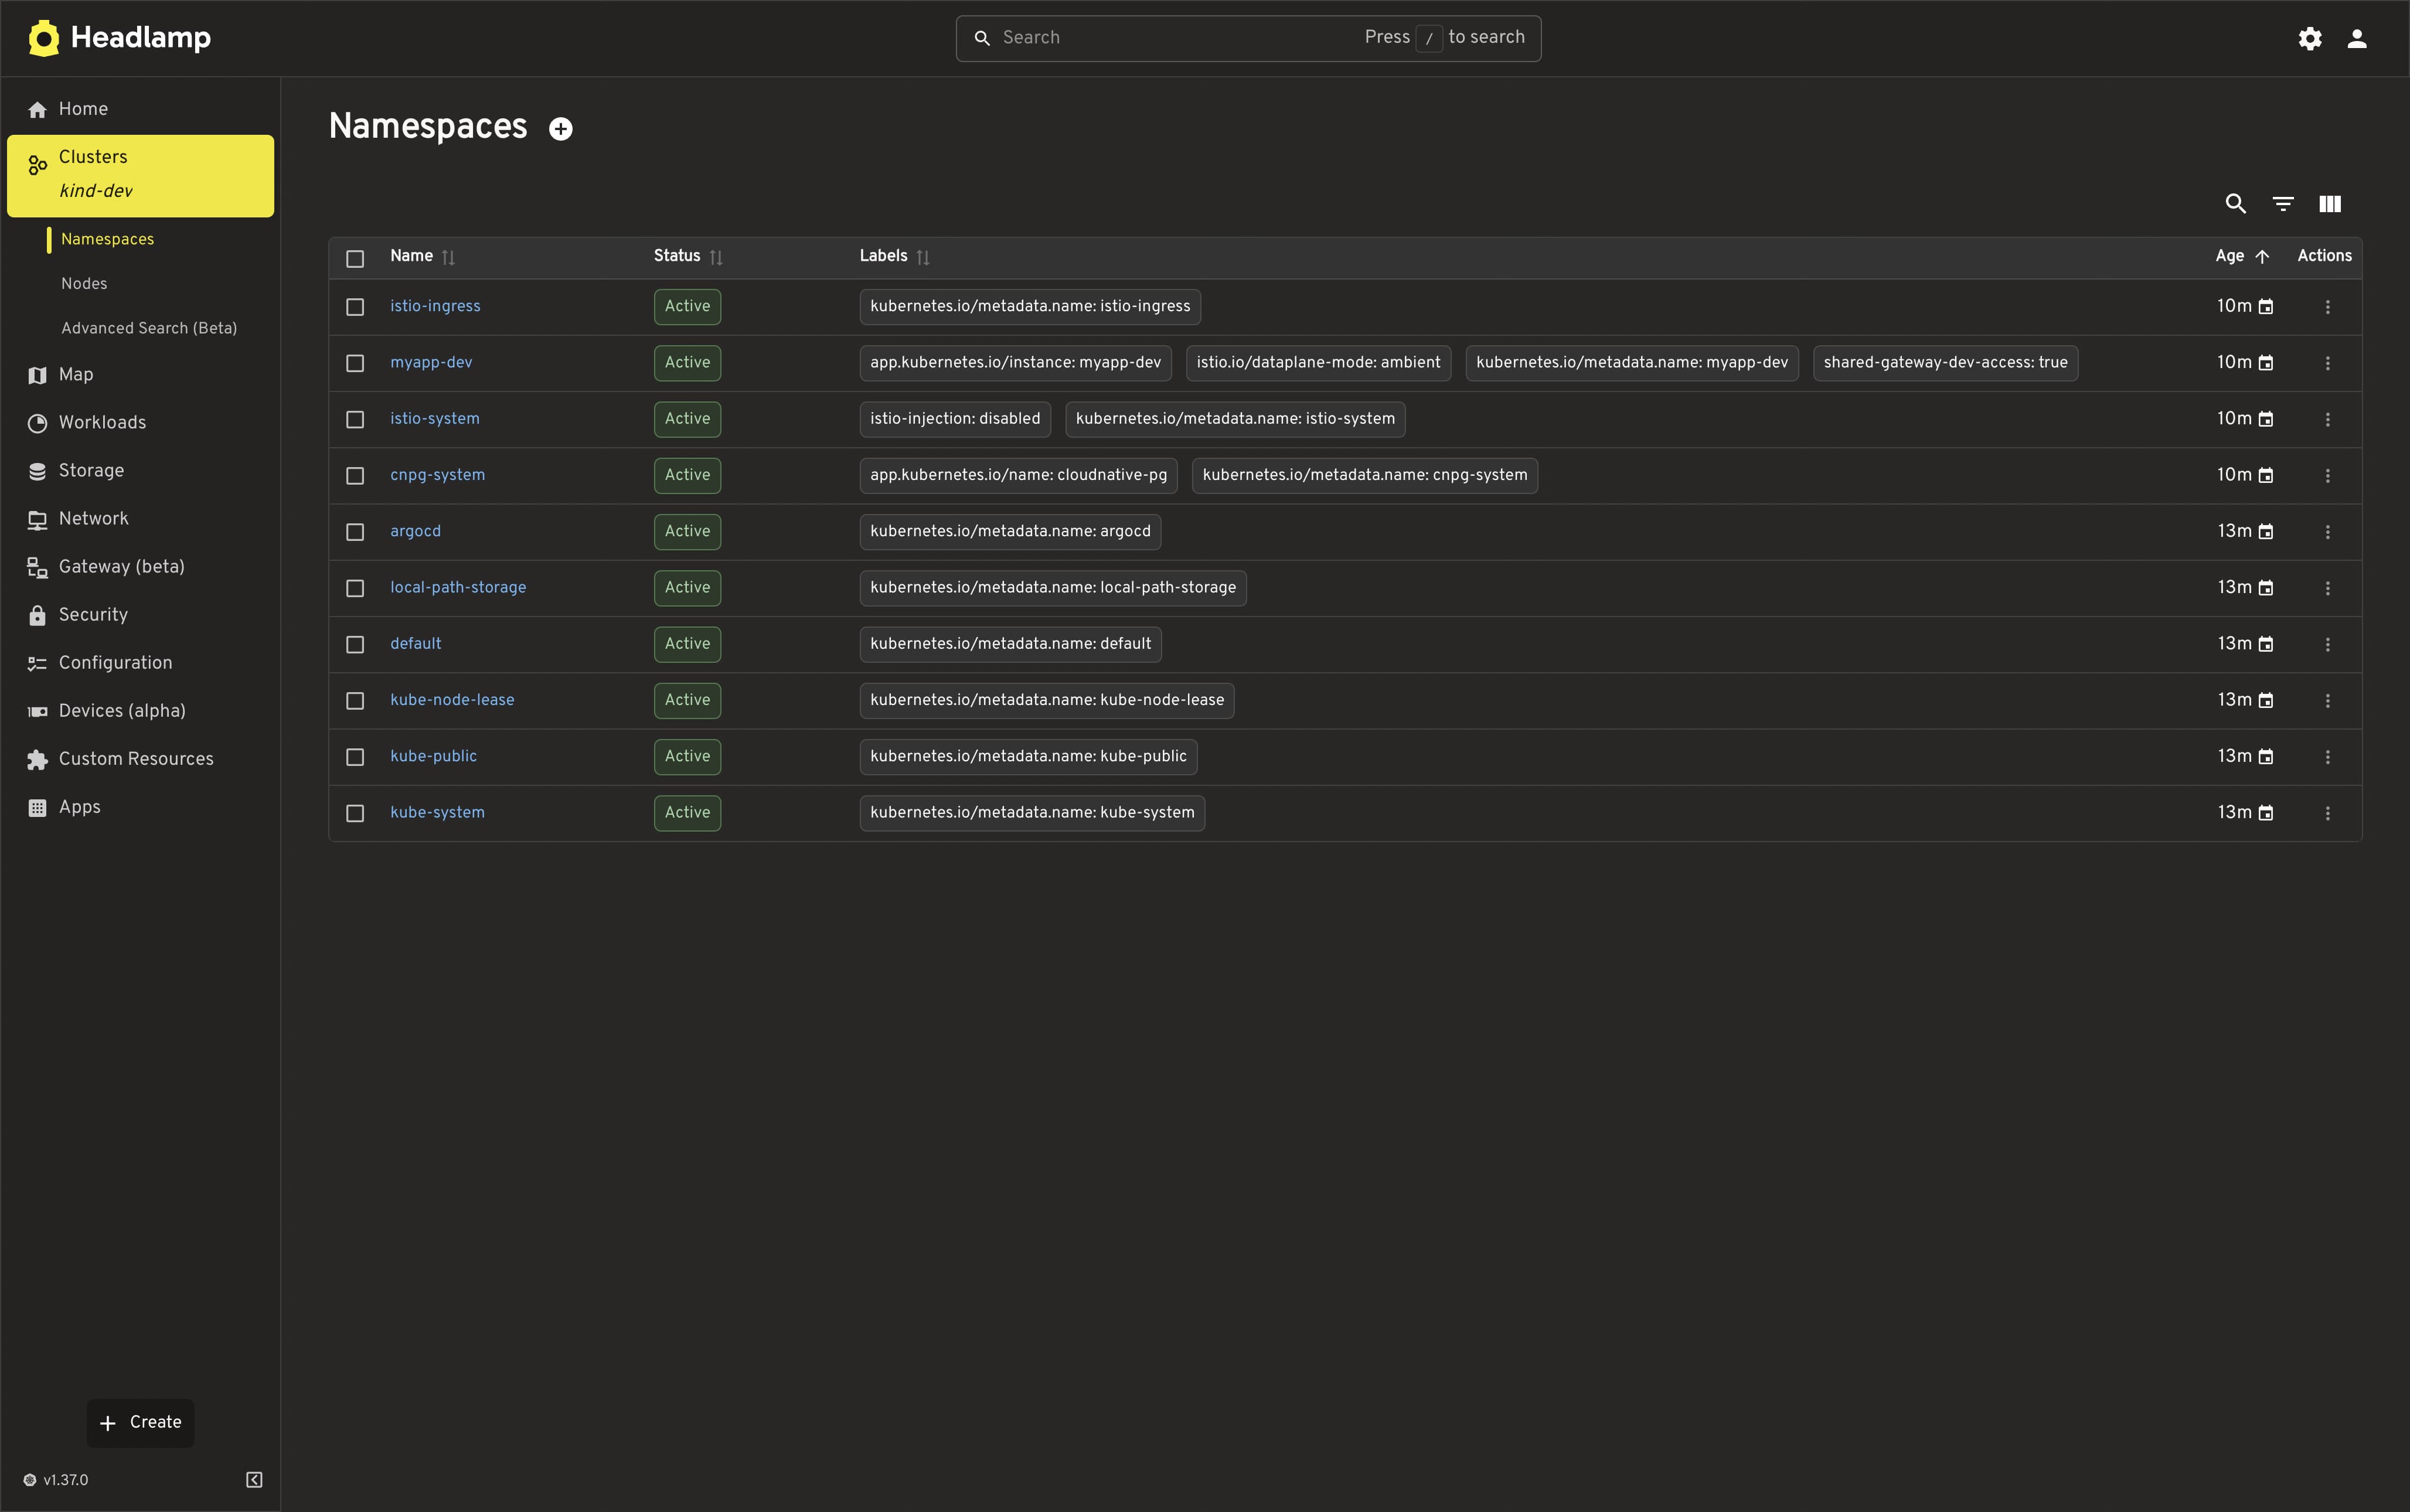 Headlamp
Search Press / to search
Home
Clusters
kind-dev
Namespaces
Nodes
Advanced Search (Beta)
Map
Workloads
Storage
Network
Gateway (beta)
Security
Configuration
Devices (alpha)
Custom Resources
Apps
Create
v1.37.0
Namespaces
Name Status Labels Age Actions
istio-ingress Active kubernetes.io/metadata.name: istio-ingress 10m
myapp-dev Active app.kubernetes.io/instance: myapp-dev istio.io/dataplane-mode: ambient kubernetes.io/metadata.name: myapp-dev shared-gateway-dev-access: true 10m
istio-system Active istio-injection: disabled kubernetes.io/metadata.name: istio-system 10m
cnpg-system Active app.kubernetes.io/name: cloudnative-pg kubernetes.io/metadata.name: cnpg-system 10m
argocd Active kubernetes.io/metadata.name: argocd 13m
local-path-storage Active kubernetes.io/metadata.name: local-path-storage 13m
default Active kubernetes.io/metadata.name: default 13m
kube-node-lease Active kubernetes.io/metadata.name: kube-node-lease 13m
kube-public Active kubernetes.io/metadata.name: kube-public 13m
kube-system Active kubernetes.io/metadata.name: kube-system 13m